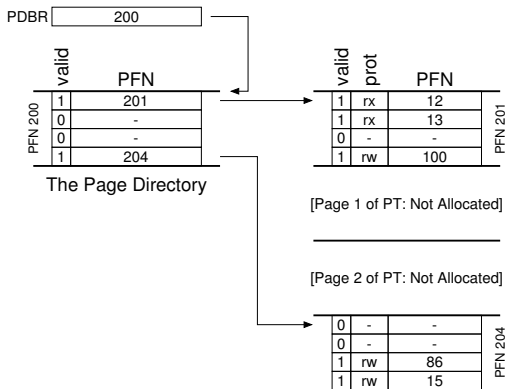 PDBR 200
valid PFN
1 201
0 -
0 -
1 204
PFN 200
The Page Directory
valid prot PFN
1 rx 12
1 rx 13
0 - -
1 rw 100
PFN 201
[Page 1 of PT: Not Allocated]
[Page 2 of PT: Not Allocated]
0 - -
0 - -
1 rw 86
1 rw 15
PFN 204